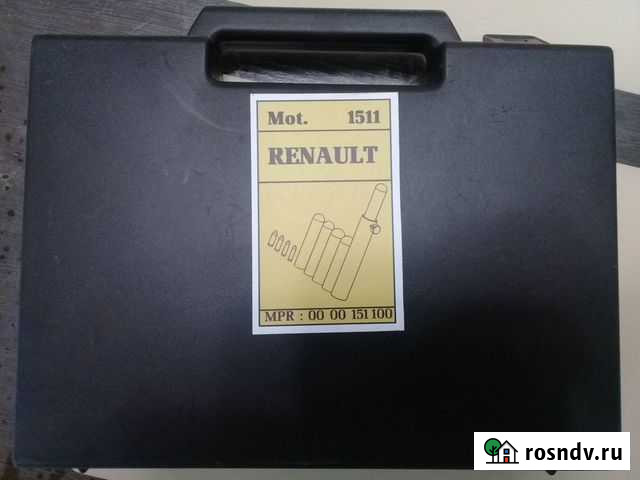 Mot. 1511
RENAULT
MPR : 00 00 151 100
rosndv.ru